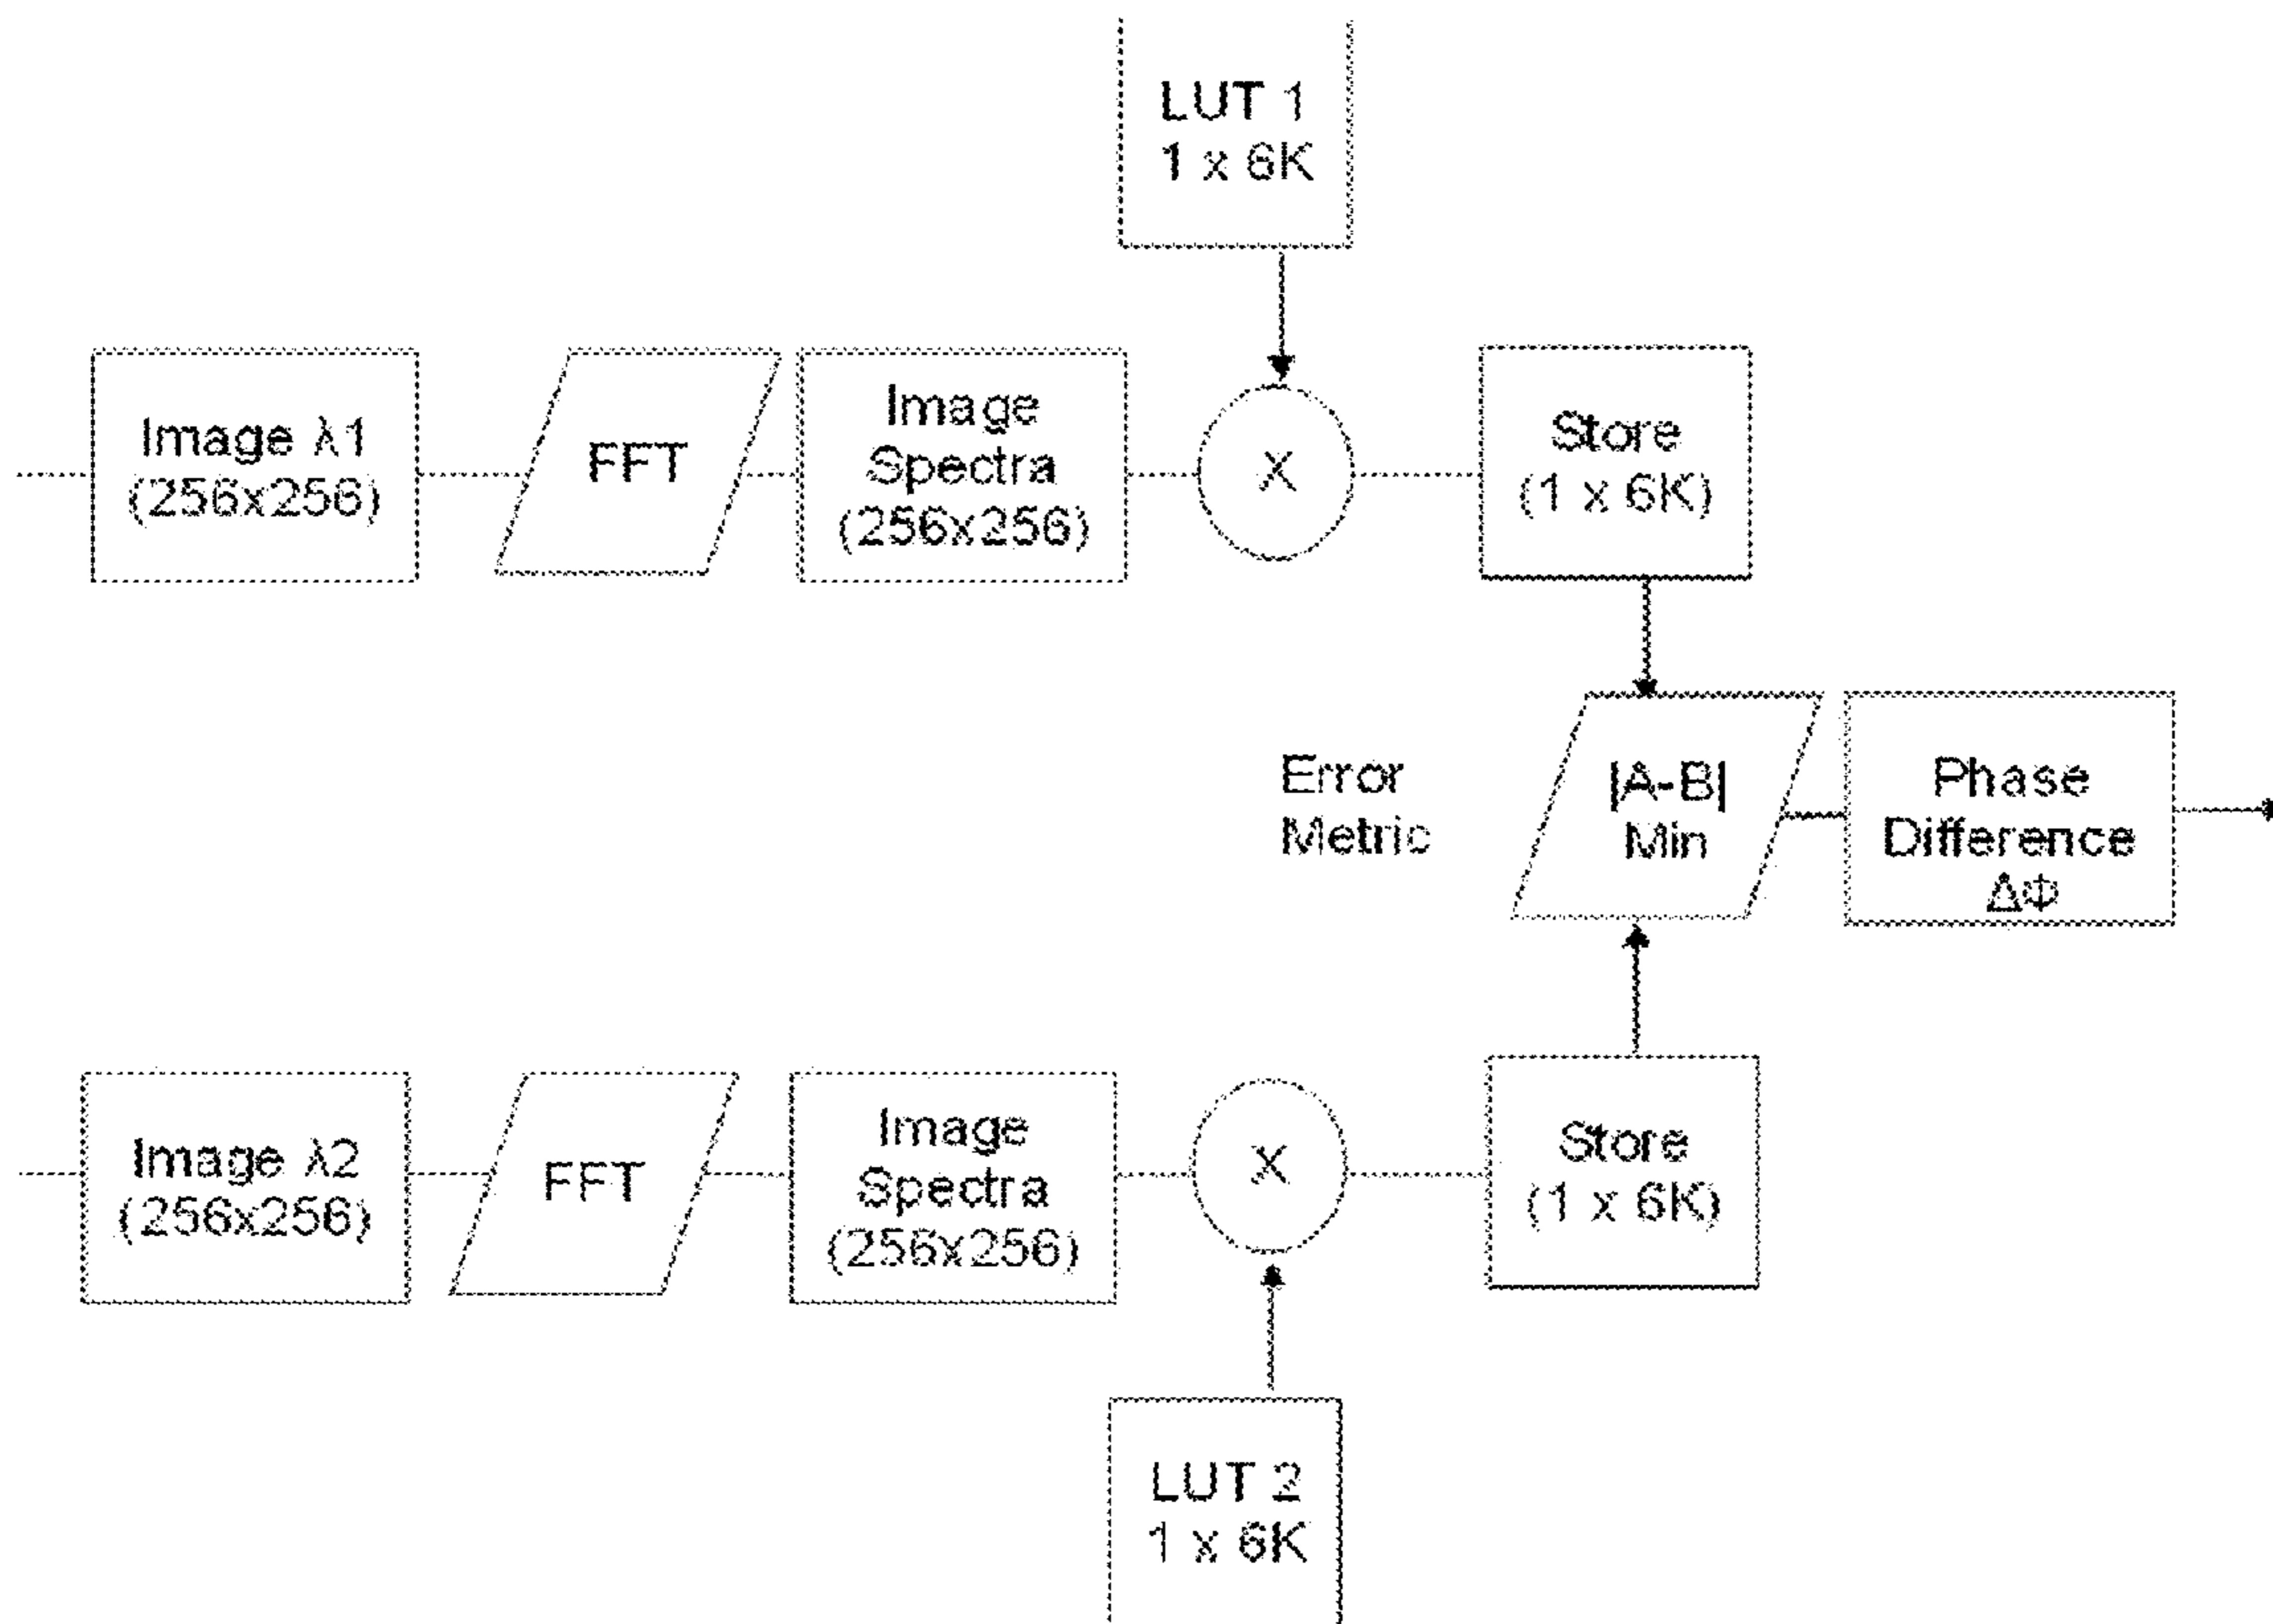 LUT 1
1 x 6K
Image λ1
(256x256)
FFT
Image
Spectra
(256x256)
X
Store
(1 x 6K)
Error
Metric
|A-B|
Min
Phase
Difference
ΔΦ
Image λ2
(256x256)
FFT
Image
Spectra
(256x256)
X
Store
(1 x 6K)
LUT 2
1 x 6K